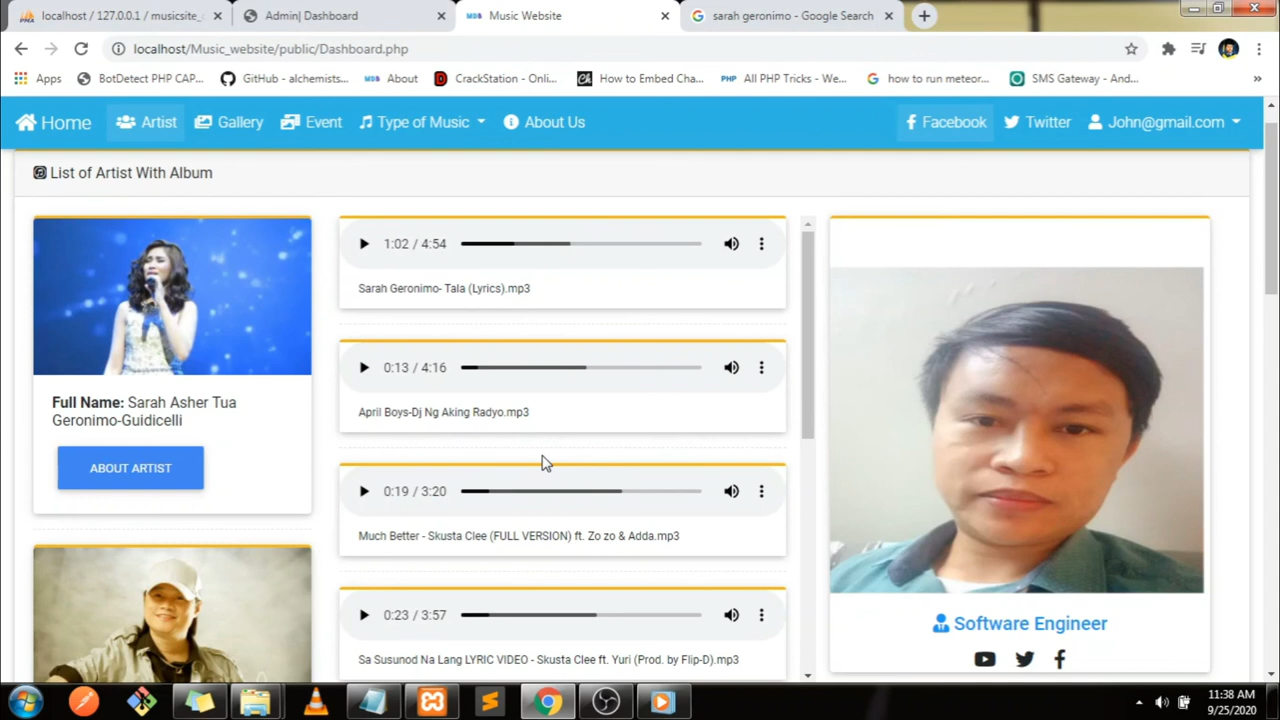 localhost / 127.0.0.1 / musicsite_
Admin| Dashboard
Music Website
sarah geronimo - Google Search
localhost/Music_website/public/Dashboard.php
Apps
BotDetect PHP CAP...
GitHub - alchemists...
About
CrackStation - Onli...
How to Embed Cha...
All PHP Tricks - We...
how to run meteor...
SMS Gateway - And...
Home
Artist
Gallery
Event
Type of Music
About Us
Facebook
Twitter
John@gmail.com
List of Artist With Album
Full Name: Sarah Asher Tua
Geronimo-Guidicelli
ABOUT ARTIST
1:02 / 4:54
Sarah Geronimo- Tala (Lyrics).mp3
0:13 / 4:16
April Boys-Dj Ng Aking Radyo.mp3
0:19 / 3:20
Much Better - Skusta Clee (FULL VERSION) ft. Zo zo & Adda.mp3
0:23 / 3:57
Sa Susunod Na Lang LYRIC VIDEO - Skusta Clee ft. Yuri (Prod. by Flip-D).mp3
Software Engineer
11:38 AM
9/25/2020